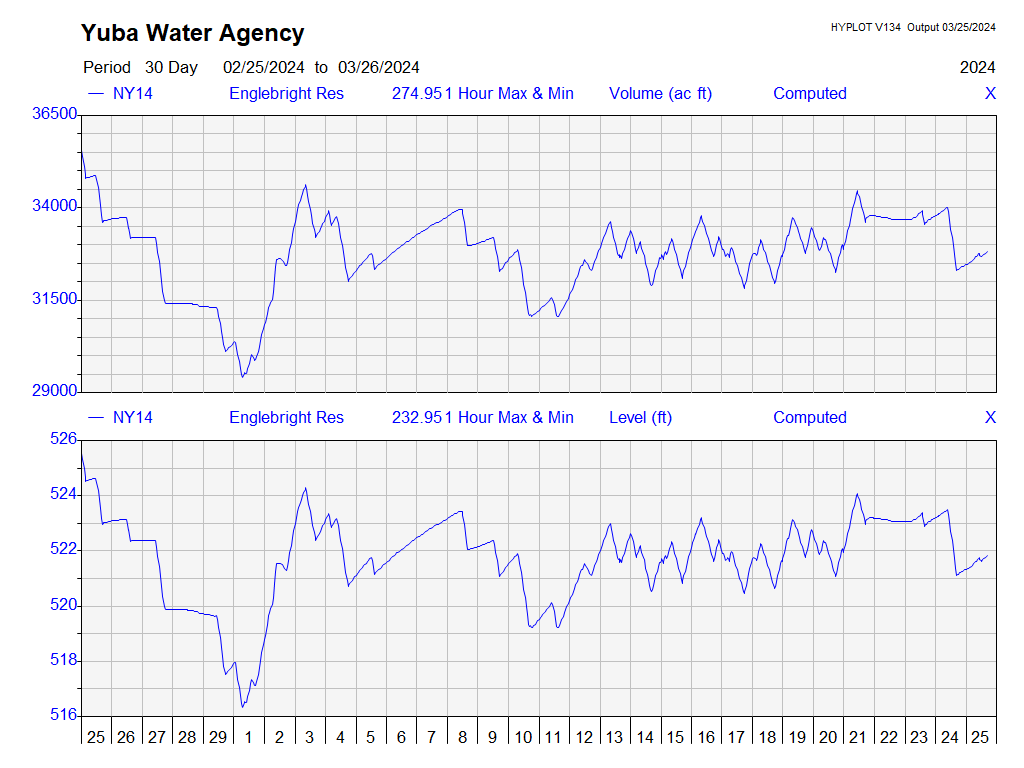 Yuba Water Agency
HYPLOT V134 Output 03/25/2024
Period 30 Day 02/25/2024 to 03/26/2024
2024
NY14 Englebright Res 274.951 Hour Max & Min Volume (ac ft) Computed X
36500
34000
31500
29000
NY14 Englebright Res 232.951 Hour Max & Min Level (ft) Computed X
526
524
522
520
518
516
25 26 27 28 29 1 2 3 4 5 6 7 8 9 10 11 12 13 14 15 16 17 18 19 20 21 22 23 24 25